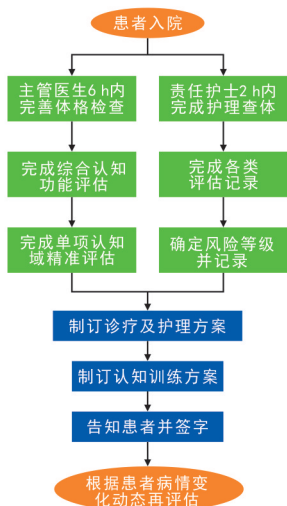 患者入院
主管医生6 h内
完善体格检查
责任护士2 h内
完成护理查体
完成综合认知
功能评估
完成各类
评估记录
完成单项认知
域精准评估
确定风险等级
并记录
制订诊疗及护理方案
制订认知训练方案
告知患者并签字
根据患者病情变
化动态再评估